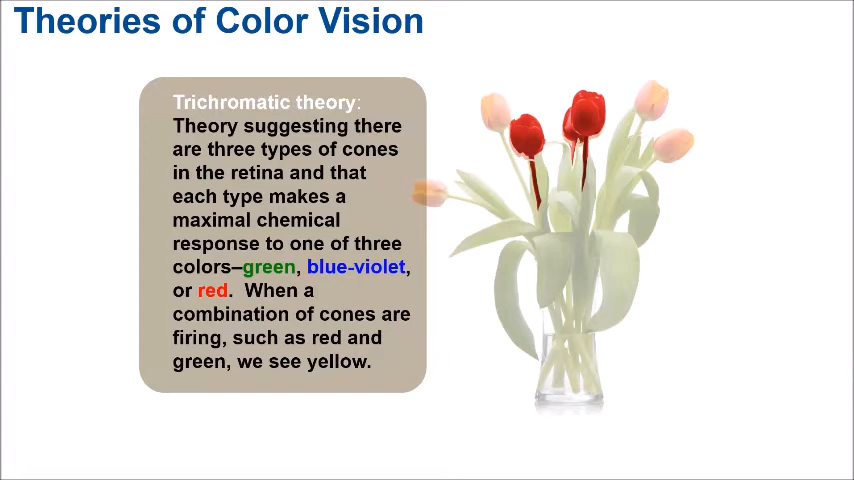 Theories of Color Vision
Trichromatic theory:
Theory suggesting there
are three types of cones
in the retina and that
each type makes a
maximal chemical
response to one of three
colors–green, blue-violet,
or red.  When a
combination of cones are
firing, such as red and
green, we see yellow.